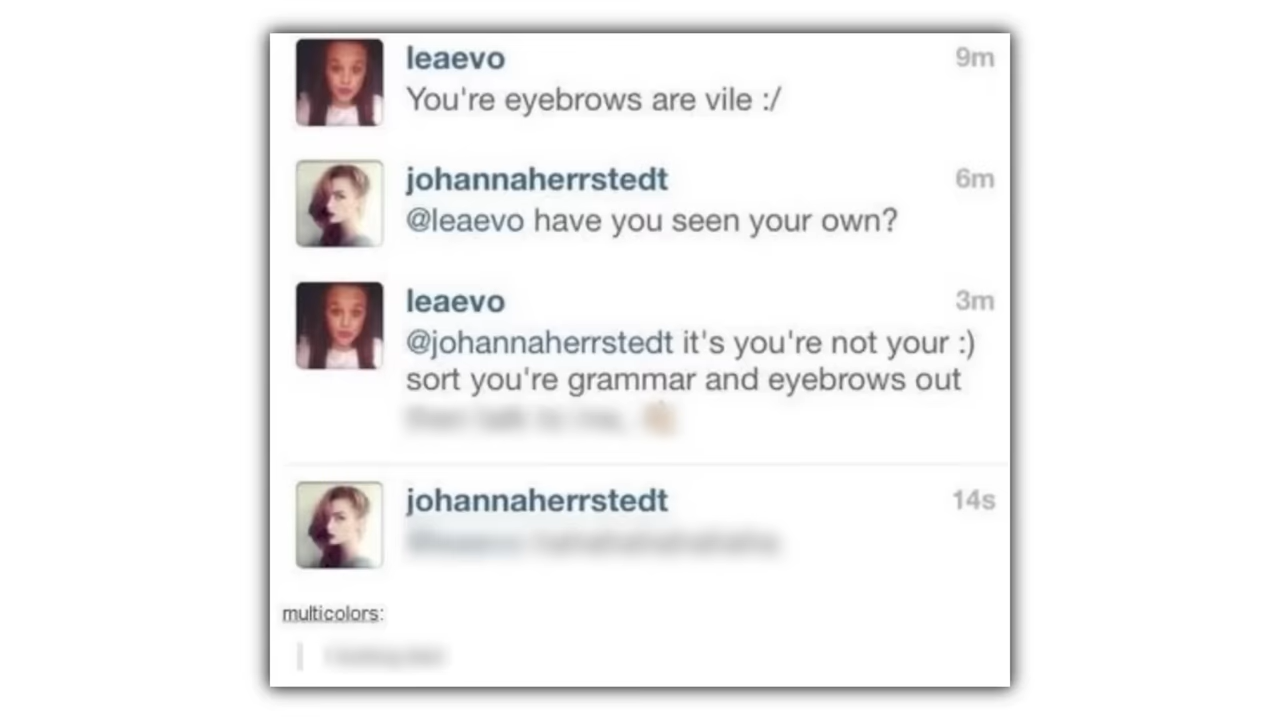 leaevo 9m
You're eyebrows are vile :/
johannaherrstedt 6m
@leaevo have you seen your own?
leaevo 3m
@johannaherrstedt it's you're not your :)
sort you're grammar and eyebrows out
johannaherrstedt 14s
multicolors: